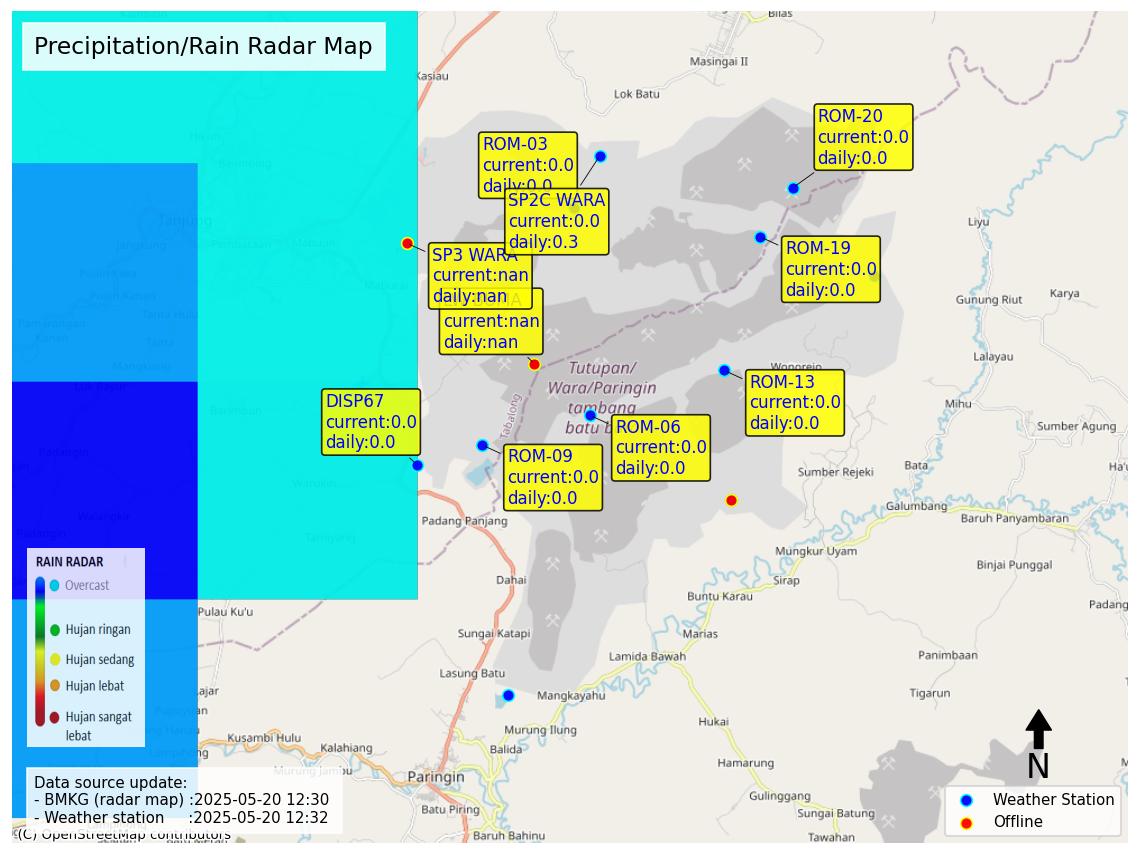 Precipitation/Rain Radar Map
Bilas
Masingai II
Kasiau
Lok Batu
ROM-20
current:0.0
daily:0.0
ROM-03
current:0.0
daily:0.0
SP2C WARA
current:0.0
daily:0.3
Tanjung
Mabuai
SP3 WARA
current:nan
daily:nan
current:nan
daily:nan
ROM-19
current:0.0
daily:0.0
Liyu
Gunung Riut
Karya
Lalayau
Wonorejo
Tutupan/
Wara/Paringin
tambang
batu b
Tabalong
ROM-13
current:0.0
daily:0.0
DISP67
current:0.0
daily:0.0
ROM-06
current:0.0
daily:0.0
ROM-09
current:0.0
daily:0.0
Mihu
Sumber Agung
Bata
Ha'u
Sumber Rejeki
Galumbang
Baruh Panyambaran
Padang Panjang
Warukin
Mungkur Uyam
Binjai Punggal
Dahai
Sirap
Buntu Karau
Padang
Pulau Ku'u
Sungai Katapi
Marias
Lamida Bawah
Panimbaan
Lasung Batu
Mangkayahu
Tigarun
RAIN RADAR
Overcast
Hujan ringan
Hujan sedang
Hujan lebat
Hujan sangat
lebat
Kusambi Hulu
Kalahiang
Murung Jambu
Murung Ilung
Balida
Hukai
Hamarung
Paringin
Batu Piring
Baruh Bahinu
Gulinggang
Sungai Batung
Tawahan
N
Data source update:
- BMKG (radar map) :2025-05-20 12:30
- Weather station :2025-05-20 12:32
(C) OpenStreetMap contributors
Weather Station
Offline